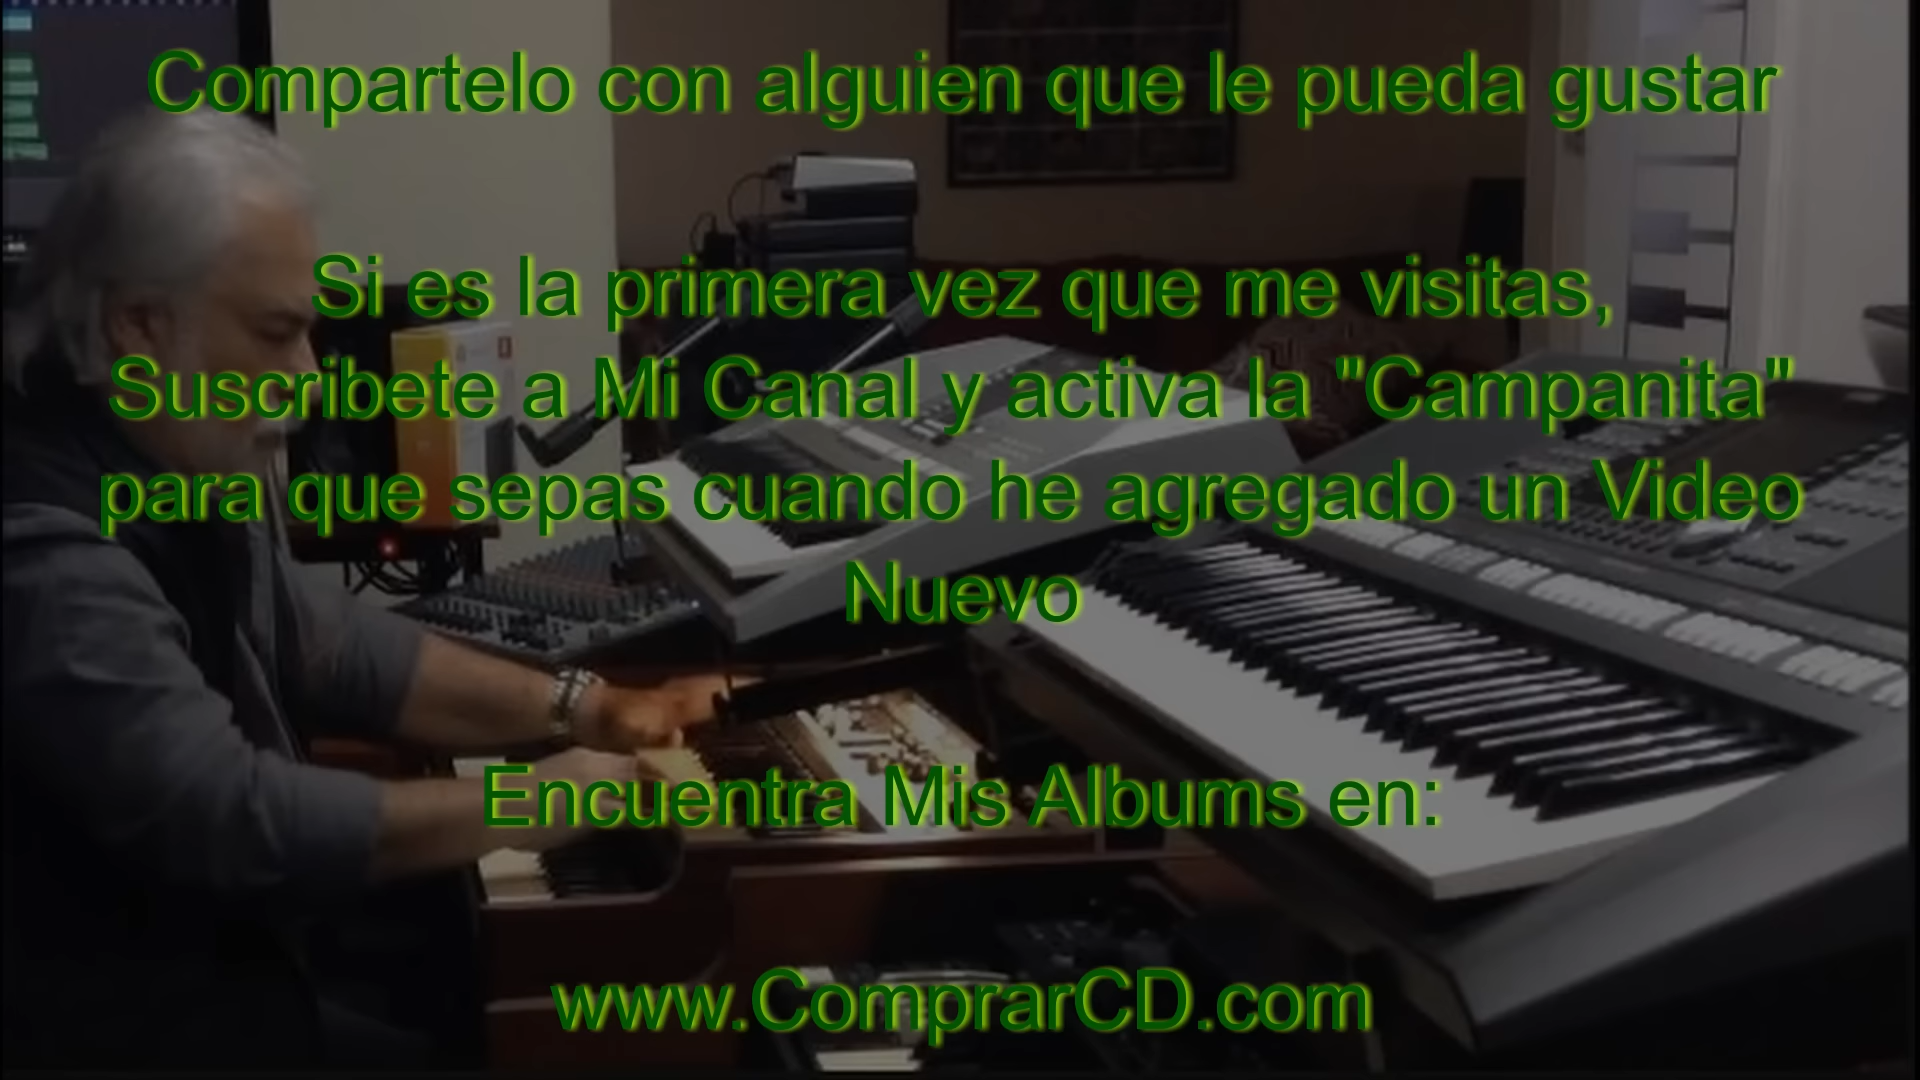 Compartelo con alguien que le pueda gustar
Si es la primera vez que me visitas,
Suscribete a Mi Canal y activa la "Campanita"
para que sepas cuando he agregado un Video
Nuevo
Encuentra Mis Albums en:
www.ComprarCD.com